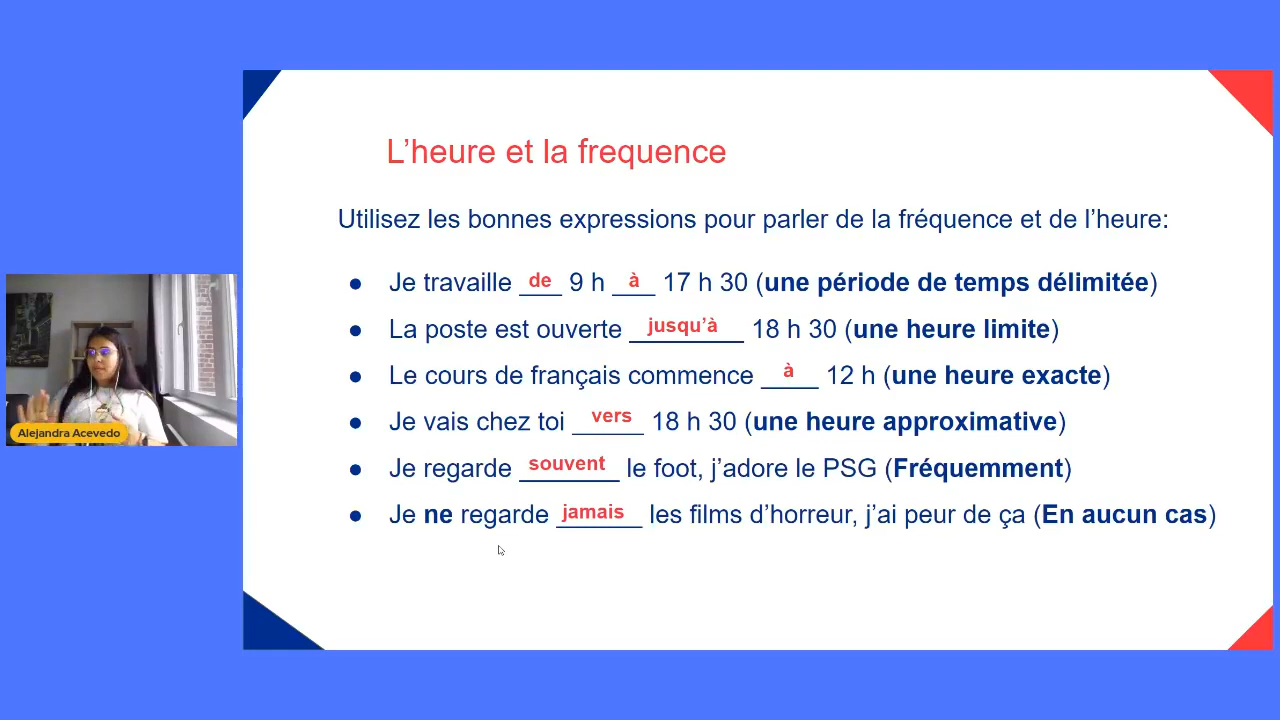 L'heure et la frequence
Utilisez les bonnes expressions pour parler de la fréquence et de l'heure:
● Je travaille de 9 h à 17 h 30 (une période de temps délimitée)
● La poste est ouverte jusqu'à 18 h 30 (une heure limite)
● Le cours de français commence à 12 h (une heure exacte)
● Je vais chez toi vers 18 h 30 (une heure approximative)
● Je regarde souvent le foot, j'adore le PSG (Fréquemment)
● Je ne regarde jamais les films d'horreur, j'ai peur de ça (En aucun cas)
Alejandra Acevedo